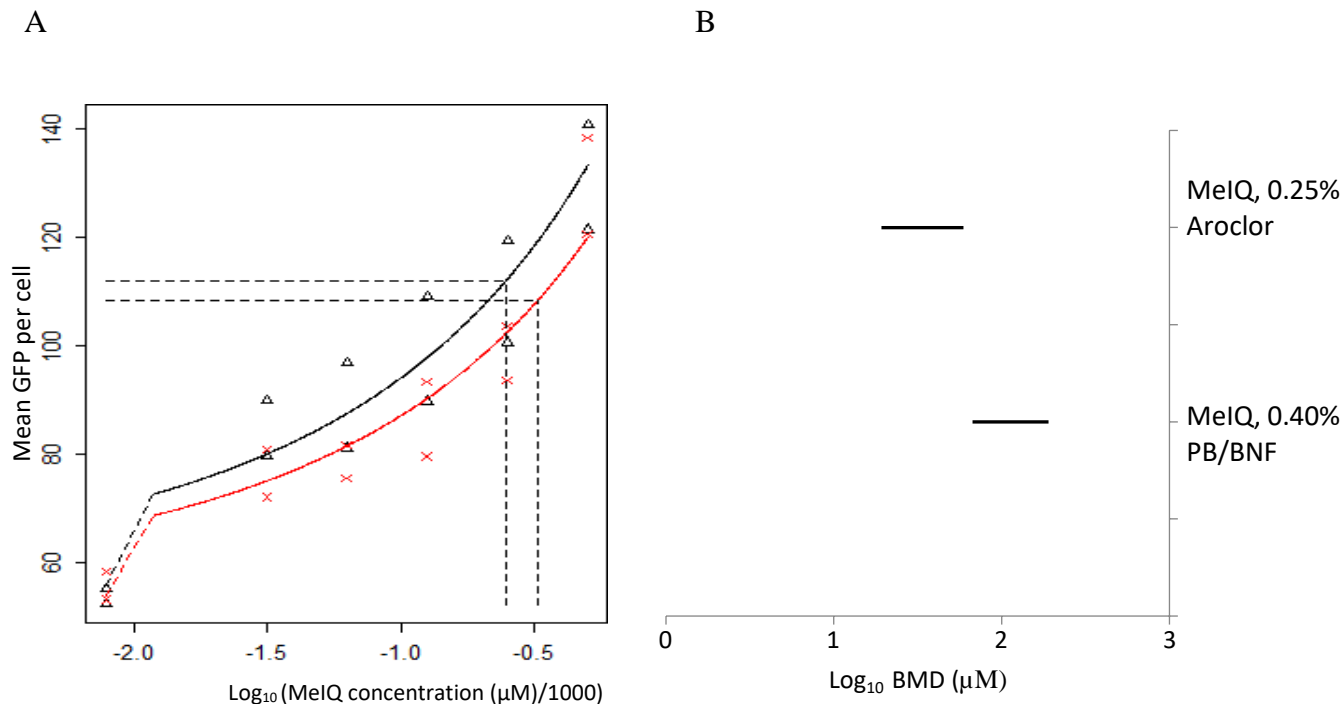 A
B
140
120
100
80
60
Mean GFP per cell
-2.0 -1.5 -1.0 -0.5
Log₁₀ (MeIQ concentration (µM)/1000)
MeIQ, 0.25%
Aroclor
MeIQ, 0.40%
PB/BNF
0 1 2 3
Log₁₀ BMD (µM)